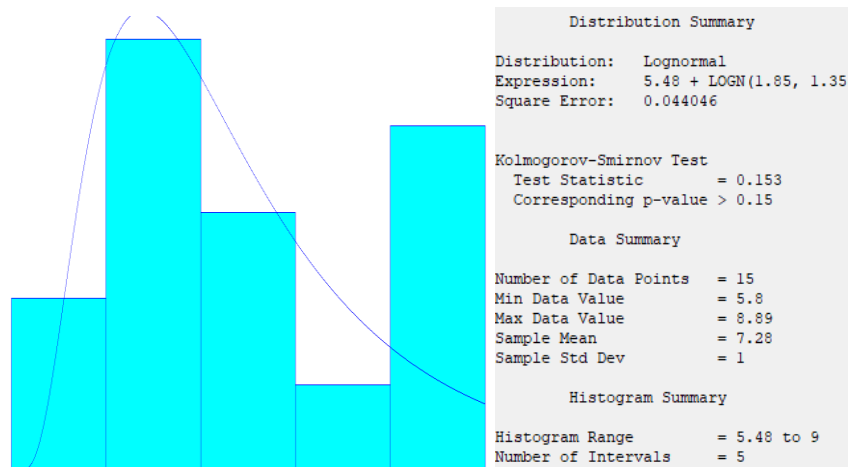 Distribution Summary
Distribution: Lognormal
Expression: 5.48 + LOGN(1.85, 1.35
Square Error: 0.044046
Kolmogorov-Smirnov Test
Test Statistic = 0.153
Corresponding p-value > 0.15
Data Summary
Number of Data Points = 15
Min Data Value = 5.8
Max Data Value = 8.89
Sample Mean = 7.28
Sample Std Dev = 1
Histogram Summary
Histogram Range = 5.48 to 9
Number of Intervals = 5